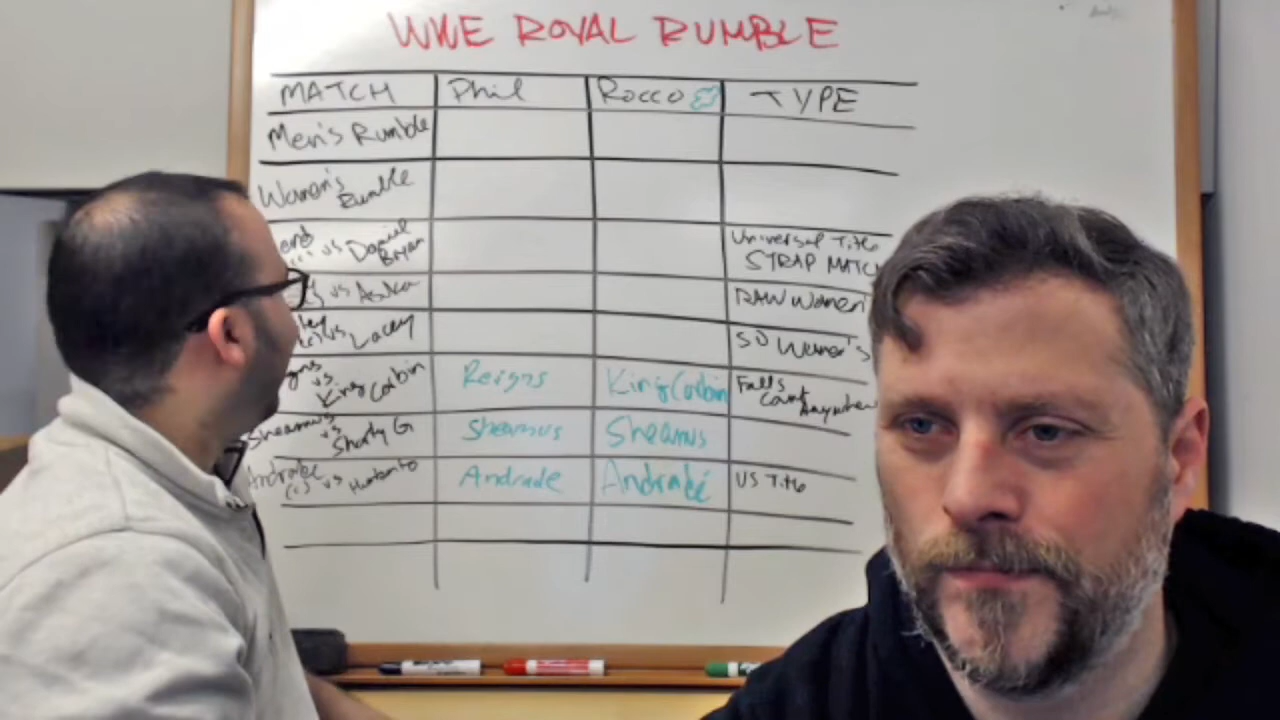 WWE ROYAL RUMBLE
MATCH Phil Rocco TYPE
Men's Rumble
Women's
Rumble
vs Daniel
Bryan
Universal Title
STRAP MATC
vs Asuka RAW Women'
vs Lacey SD Women's
vs
King Corbin Reigns King Corbin Falls
Count
Anywhere
Sheamus
vs
Shorty G Sheamus Sheamus
Andrade
(c) vs Humberto Andrade Andradé US Title